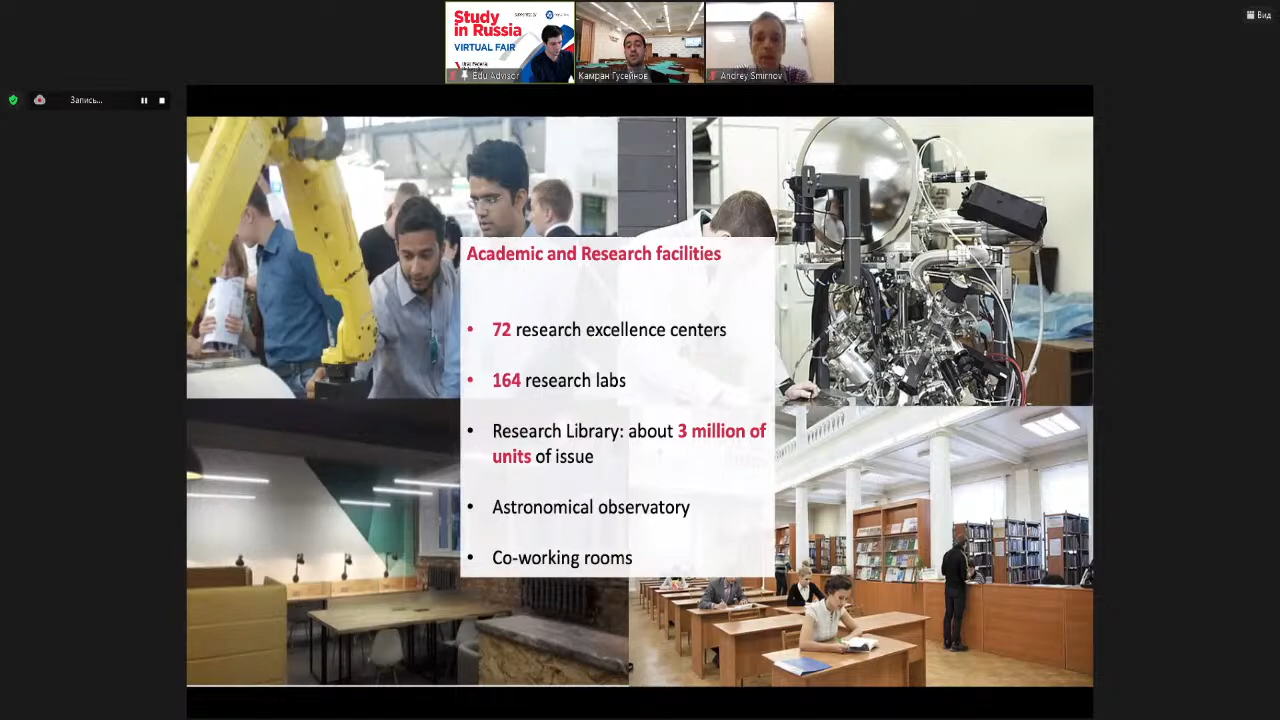 Study
in Russia
VIRTUAL FAIR
Edu Advisor
Камран Гусейнов
Andrey Smirnov
Вид
Запись...
Academic and Research facilities
• 72 research excellence centers
• 164 research labs
• Research Library: about 3 million of
units of issue
• Astronomical observatory
• Co-working rooms